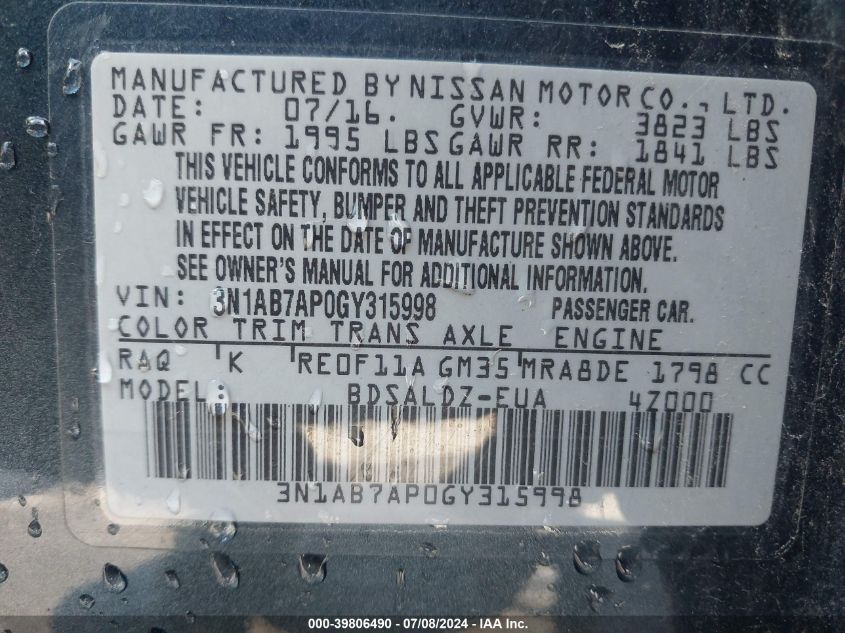 MANUFACTURED BY NISSAN MOTOR CO., LTD.
DATE: 07/16. GVWR: 3823 LBS
GAWR FR: 1995 LBS GAWR RR: 1841 LBS
THIS VEHICLE CONFORMS TO ALL APPLICABLE FEDERAL MOTOR
VEHICLE SAFETY, BUMPER AND THEFT PREVENTION STANDARDS
IN EFFECT ON THE DATE OF MANUFACTURE SHOWN ABOVE.
SEE OWNER'S MANUAL FOR ADDITIONAL INFORMATION.
VIN: 3N1AB7AP0GY315998 PASSENGER CAR.
COLOR TRIM TRANS AXLE ENGINE
RAQ K RE0F11A GM35 MRA8DE 1798 CC
MODEL: BDSALDZ-EUA 4Z000
3N1AB7AP0GY315998
000-39806490 - 07/08/2024 - IAA Inc.